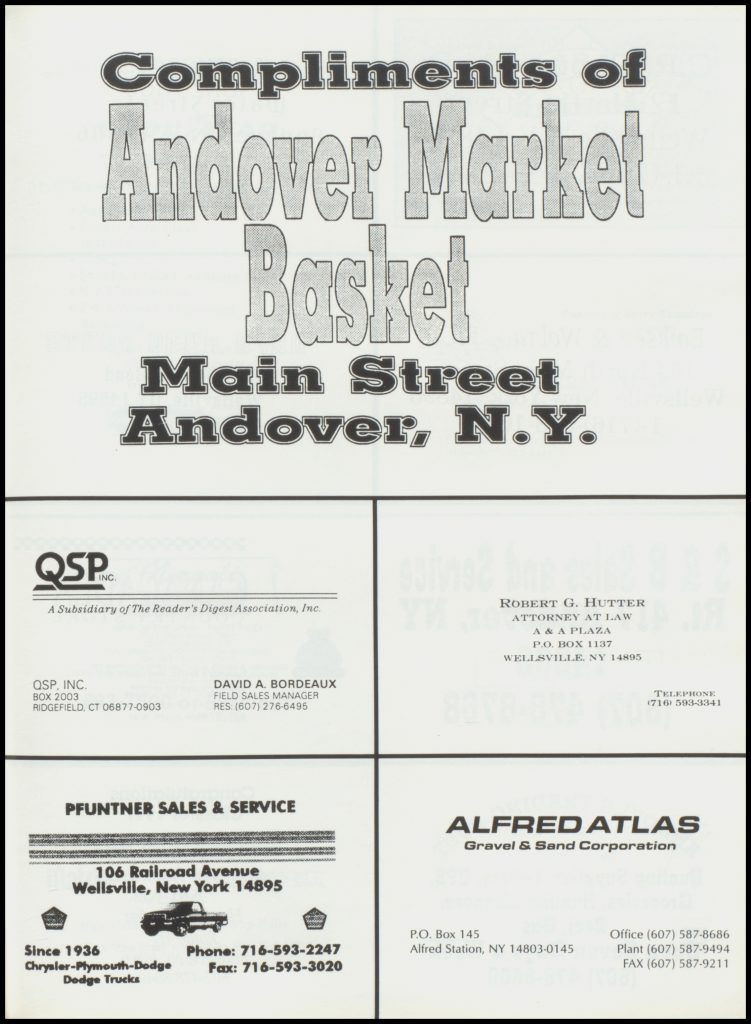 Compliments of
Andover Market
Basket
Main Street
Andover, N.Y.
QSP INC.
A Subsidiary of The Reader's Digest Association, Inc.
QSP, INC.
BOX 2003
RIDGEFIELD, CT 06877-0903
DAVID A. BORDEAUX
FIELD SALES MANAGER
RES: (607) 276-6495
ROBERT G. HUTTER
ATTORNEY AT LAW
A & A PLAZA
P.O. BOX 1137
WELLSVILLE, NY 14895
TELEPHONE
(716) 593-3341
PFUNTNER SALES & SERVICE
106 Railroad Avenue
Wellsville, New York 14895
Since 1936
Chrysler-Plymouth-Dodge
Dodge Trucks
Phone: 716-593-2247
Fax: 716-593-3020
ALFRED ATLAS
Gravel & Sand Corporation
P.O. Box 145
Alfred Station, NY 14803-0145
Office (607) 587-8686
Plant (607) 587-9494
FAX (607) 587-9211